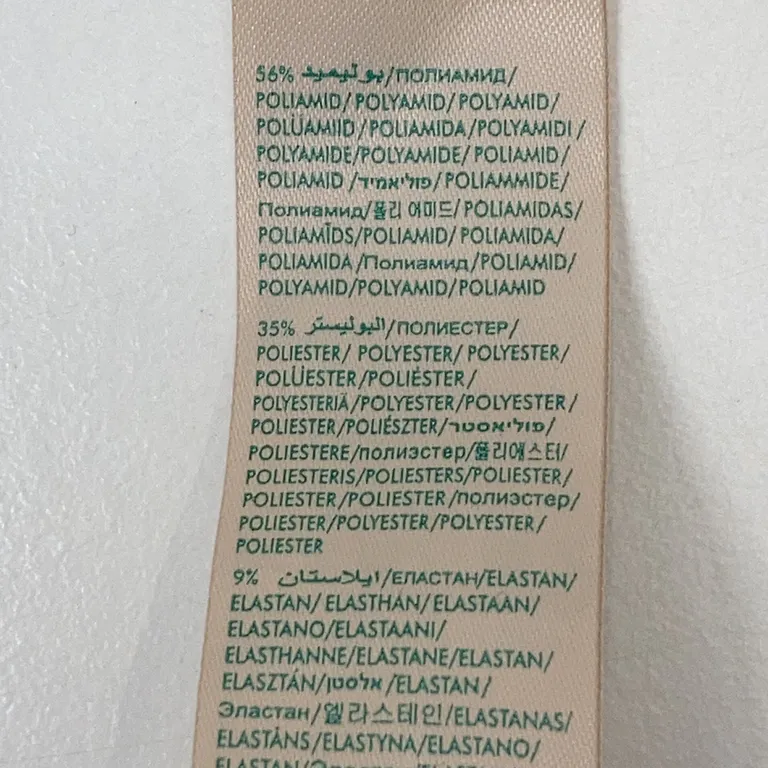 56% بوليميد/ПОЛИАМИД/
POLIAMID/POLYAMID/POLYAMID/
POLÜAMIID/POLIAMIDA/POLYAMIDI/
POLYAMIDE/POLYAMIDE/POLIAMID/
POLIAMID/פוליאמיד/POLIAMMIDE/
Полиамид/폴리 어미드/POLIAMIDAS/
POLIAMĪDS/POLIAMID/POLIAMIDA/
POLIAMIDA/Полиамид/POLIAMID/
POLYAMID/POLYAMID/POLIAMID
35% البوليستر/ПОЛИЕСТЕР/
POLIESTER/ POLYESTER/ POLYESTER/
POLÜESTER/POLIÉSTER/
POLYESTERIÄ/POLYESTER/POLYESTER/
POLIESTER/POLIÉSZTER/פוליאסטר/
POLIESTERE/полиэстер/폴리에스터/
POLIESTERIS/POLIESTERS/POLIESTER/
POLIESTER/POLIESTER/полиэстер/
POLIESTER/POLYESTER/POLYESTER/
POLIESTER
9% ايلاستان/ЕЛАСТАН/ELASTAN/
ELASTAN/ ELASTHAN/ ELASTAAN/
ELASTANO/ELASTAANI/
ELASTHANNE/ELASTANE/ELASTAN/
ELASZTÁN/אלסטן/ELASTAN/
Эластан/엘라스테인/ELASTANAS/
ELASTĀNS/ELASTYNA/ELASTANO/